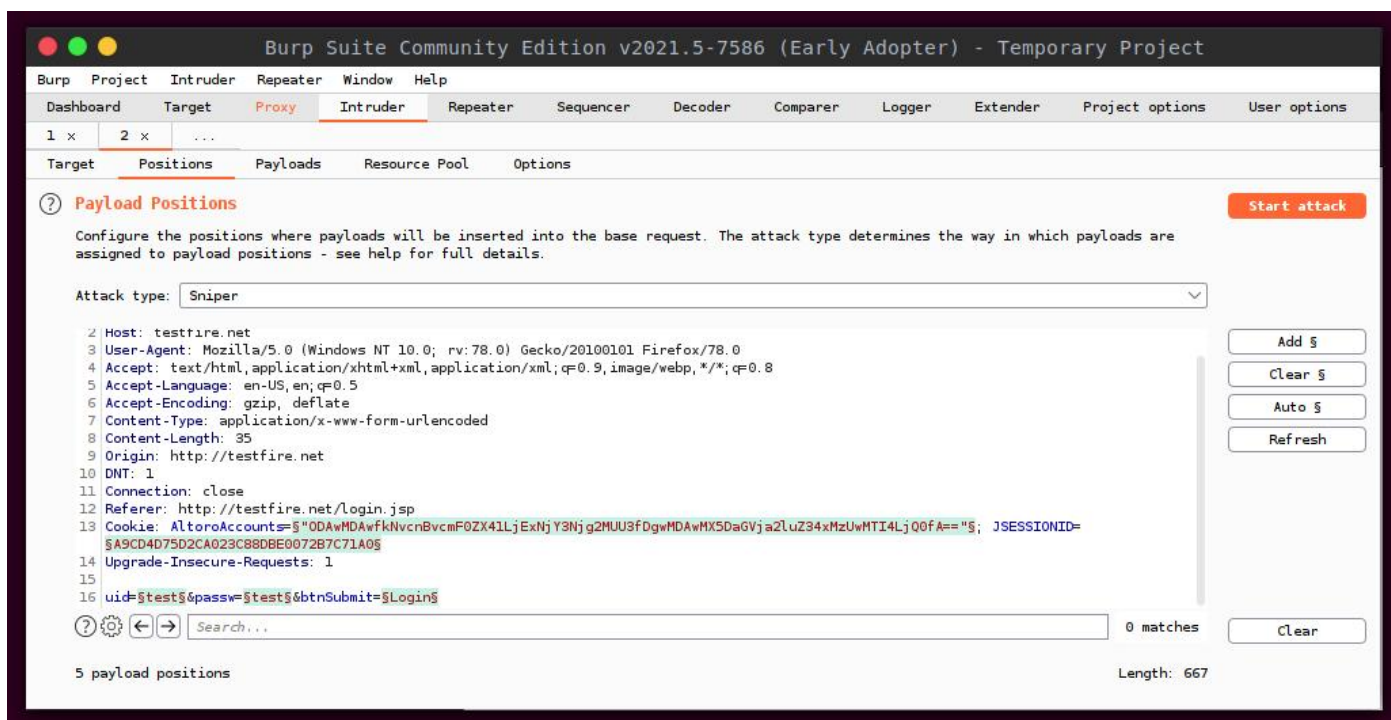 Burp Suite Community Edition v2021.5-7586 (Early Adopter) - Temporary Project
Burp Project Intruder Repeater Window Help
Dashboard Target Proxy Intruder Repeater Sequencer Decoder Comparer Logger Extender Project options User options
1 × 2 × ...
Target Positions Payloads Resource Pool Options
? Payload Positions
Start attack
Configure the positions where payloads will be inserted into the base request. The attack type determines the way in which payloads are
assigned to payload positions - see help for full details.
Attack type: Sniper
2 Host: testfire.net
3 User-Agent: Mozilla/5.0 (Windows NT 10.0; rv:78.0) Gecko/20100101 Firefox/78.0
4 Accept: text/html,application/xhtml+xml,application/xml;q=0.9,image/webp,*/*;q=0.8
5 Accept-Language: en-US,en;q=0.5
6 Accept-Encoding: gzip, deflate
7 Content-Type: application/x-www-form-urlencoded
8 Content-Length: 35
9 Origin: http://testfire.net
10 DNT: 1
11 Connection: close
12 Referer: http://testfire.net/login.jsp
13 Cookie: AltoroAccounts=§"ODAwMDAwfkNvcnBvcmF0ZX41LjExNjY3Njg2MUU3fDgwMDAwMX5DaGVja2luZ34xMzUwMTI4LjQ0fA=="§; JSESSIONID=
§A9CD4D75D2CA023C88DBE0072B7C71A0§
14 Upgrade-Insecure-Requests: 1
15
16 uid=§test§&passw=§test§&btnSubmit=§Login§
Add §
Clear §
Auto §
Refresh
? Search... 0 matches Clear
5 payload positions Length: 667